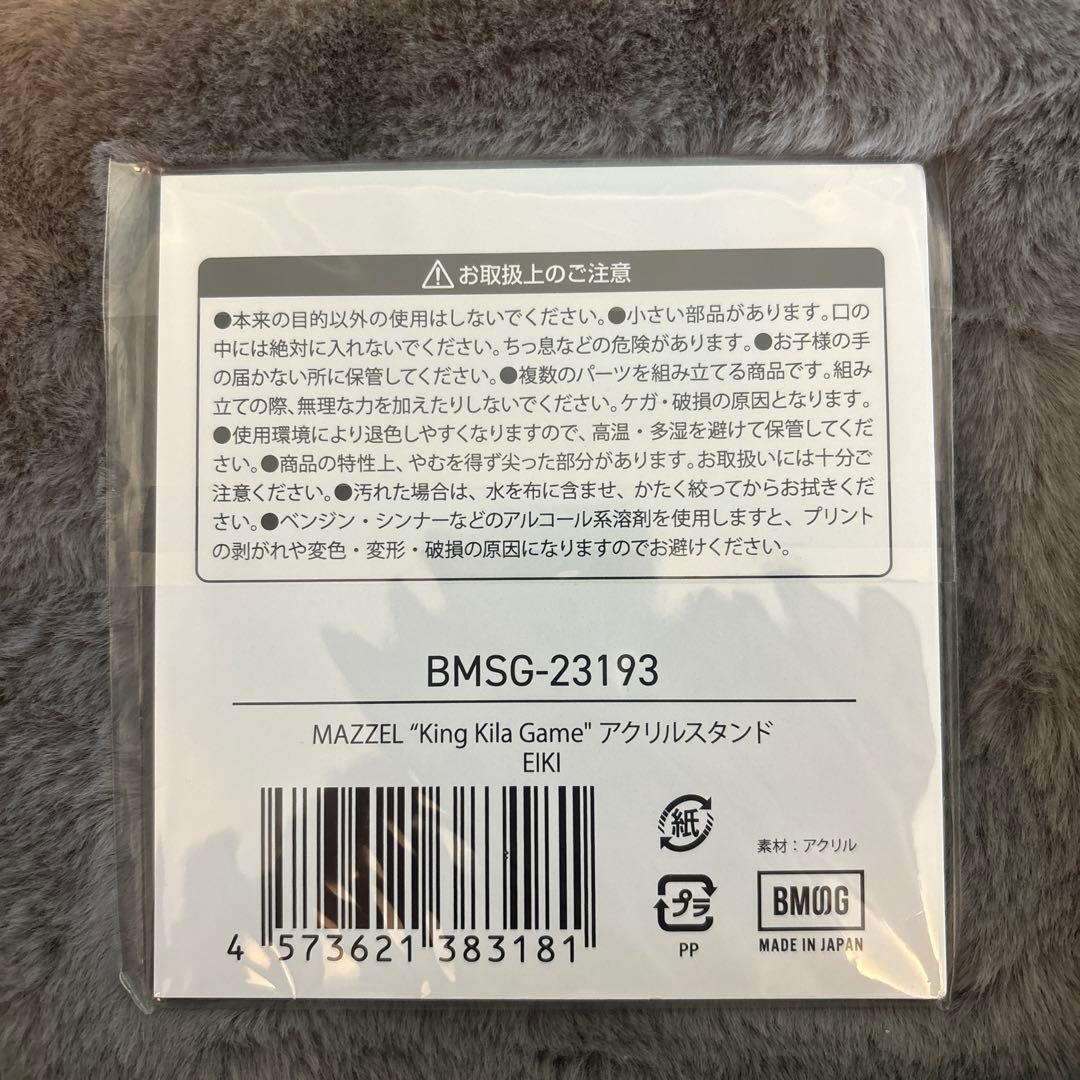 ⚠お取扱上のご注意
●本来の目的以外の使用はしないでください。●小さい部品があります。口の
中には絶対に入れないでください。ちっ息などの危険があります。●お子様の手
の届かない所に保管してください。●複数のパーツを組み立てる商品です。組み
立ての際、無理な力を加えたりしないでください。ケガ・破損の原因となります。
●使用環境により退色しやすくなりますので、高温・多湿を避けて保管してくだ
さい。●商品の特性上、やむを得ず尖った部分があります。お取扱いには十分ご
注意ください。●汚れた場合は、水を布に含ませ、かたく絞ってからお拭きくだ
さい。●ベンジン・シンナーなどのアルコール系溶剤を使用しますと、プリント
の剥がれや変色・変形・破損の原因になりますのでお避けください。
BMSG-23193
MAZZEL “King Kila Game" アクリルスタンド
EIKI
4 573621 383181
紙
プラ
PP
素材：アクリル
BMSG
MADE IN JAPAN